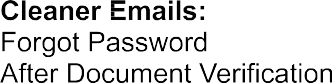 Cleaner Emails:
Forgot Password
After Document Verification